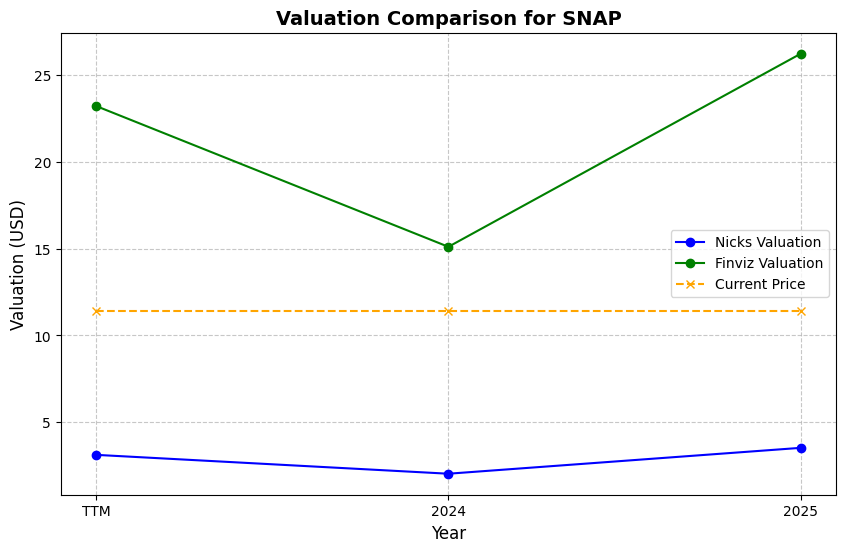 Valuation Comparison for SNAP
Valuation (USD)
25
20
15
10
5
Nicks Valuation
Finviz Valuation
Current Price
TTM 2024 2025
Year